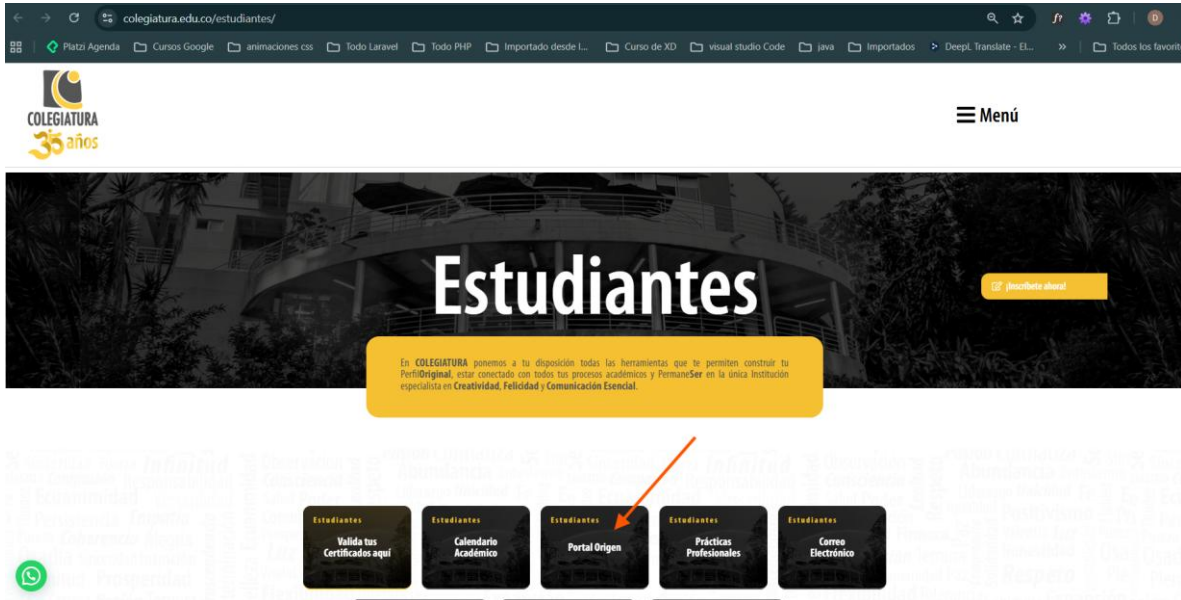 colegiatura.edu.co/estudiantes/
Platzi Agenda Cursos Google animaciones css Todo Laravel Todo PHP Importado desde l... Curso de XD visual studio Code java Importados DeepL Translate - El... » Todos los favorit
COLEGIATURA
35 años
Menú
Estudiantes
¡Inscríbete ahora!
En COLEGIATURA ponemos a tu disposición todas las herramientas que te permiten construir tu
PerfilOriginal, estar conectado con todos tus procesos académicos y PermaneSer en la única Institución
especialista en Creatividad, Felicidad y Comunicación Esencial.
Estudiantes
Valida tus
Certificados aquí
Estudiantes
Calendario
Académico
Estudiantes
Portal Origen
Estudiantes
Prácticas
Profesionales
Estudiantes
Correo
Electrónico